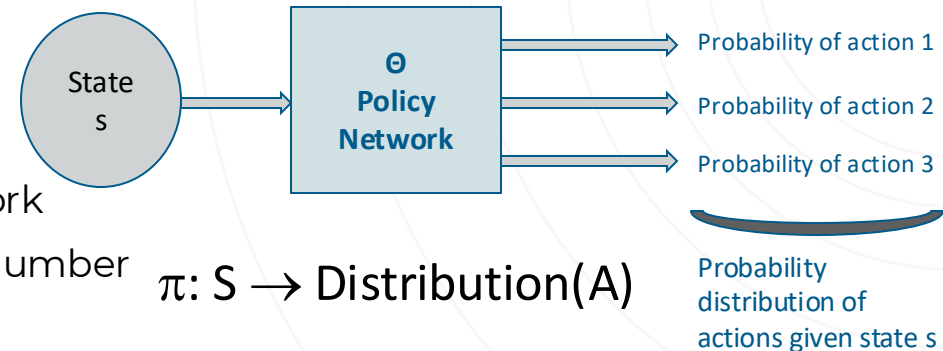 State
s
Θ
Policy
Network
Probability of action 1
Probability of action 2
Probability of action 3
ork
umber
π: S → Distribution(A)
Probability
distribution of
actions given state s